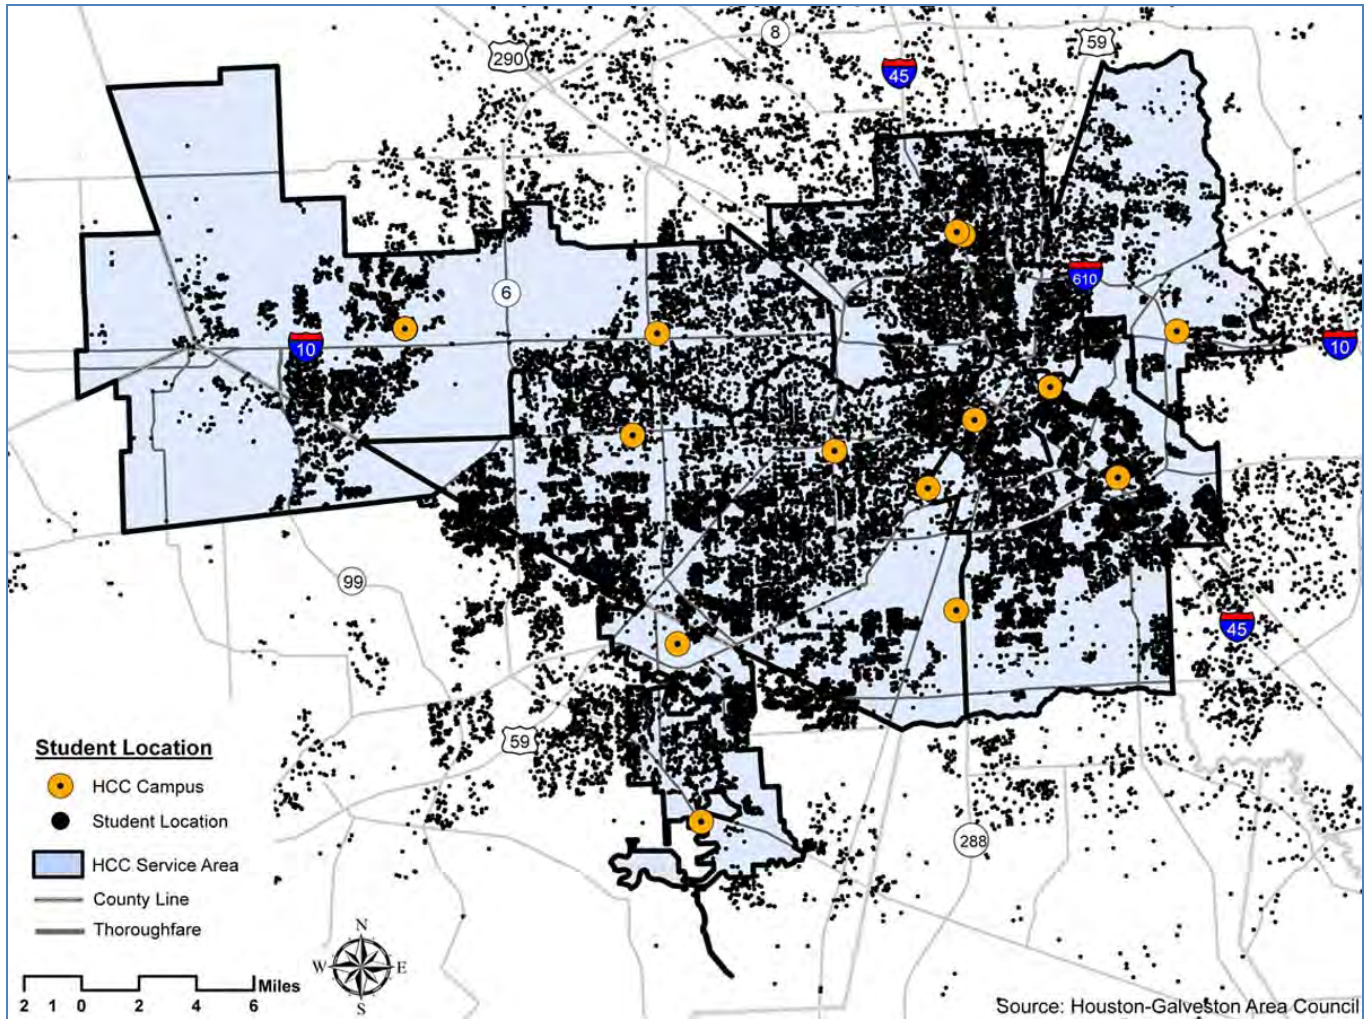 290
8
45
59
610
6
10
10
99
45
59
288
Student Location
HCC Campus
Student Location
HCC Service Area
County Line
Thoroughfare
N
W E
S
Miles
2 1 0 2 4 6
Source: Houston-Galveston Area Council